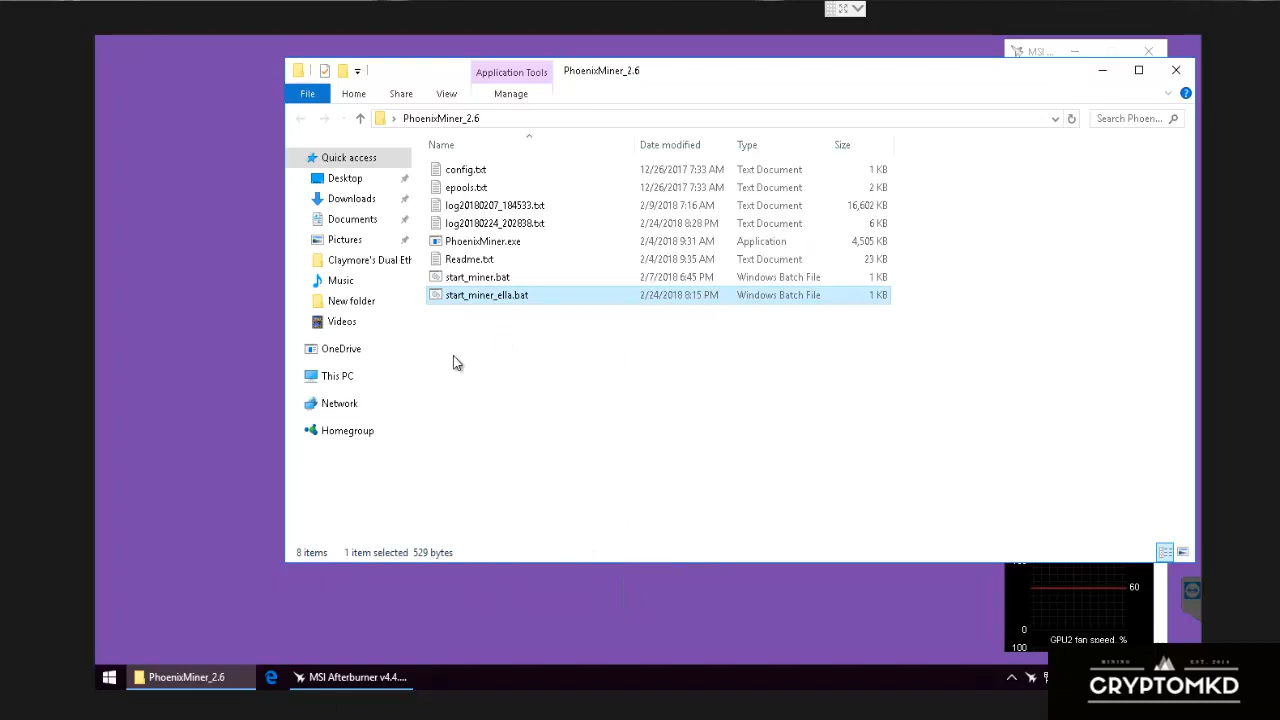 MSI ...
Application Tools
PhoenixMiner_2.6
File
Home
Share
View
Manage
PhoenixMiner_2.6
Search Phoen...
Name
Date modified
Type
Size
Quick access
Desktop
Downloads
Documents
Pictures
Claymore's Dual Eth
Music
New folder
Videos
OneDrive
This PC
Network
Homegroup
config.txt 12/26/2017 7:33 AM Text Document 1 KB
epools.txt 12/26/2017 7:33 AM Text Document 2 KB
log20180207_184533.txt 2/9/2018 7:16 AM Text Document 16,602 KB
log20180224_202838.txt 2/24/2018 8:28 PM Text Document 6 KB
PhoenixMiner.exe 2/4/2018 9:31 AM Application 4,505 KB
Readme.txt 2/4/2018 9:35 AM Text Document 23 KB
start_miner.bat 2/7/2018 6:45 PM Windows Batch File 1 KB
start_miner_ella.bat 2/24/2018 8:15 PM Windows Batch File 1 KB
8 items 1 item selected 529 bytes
60
0
GPU2 fan speed, %
100
PhoenixMiner_2.6
MSI Afterburner v4.4....
MINING EST. 2014
CRYPTOMKD